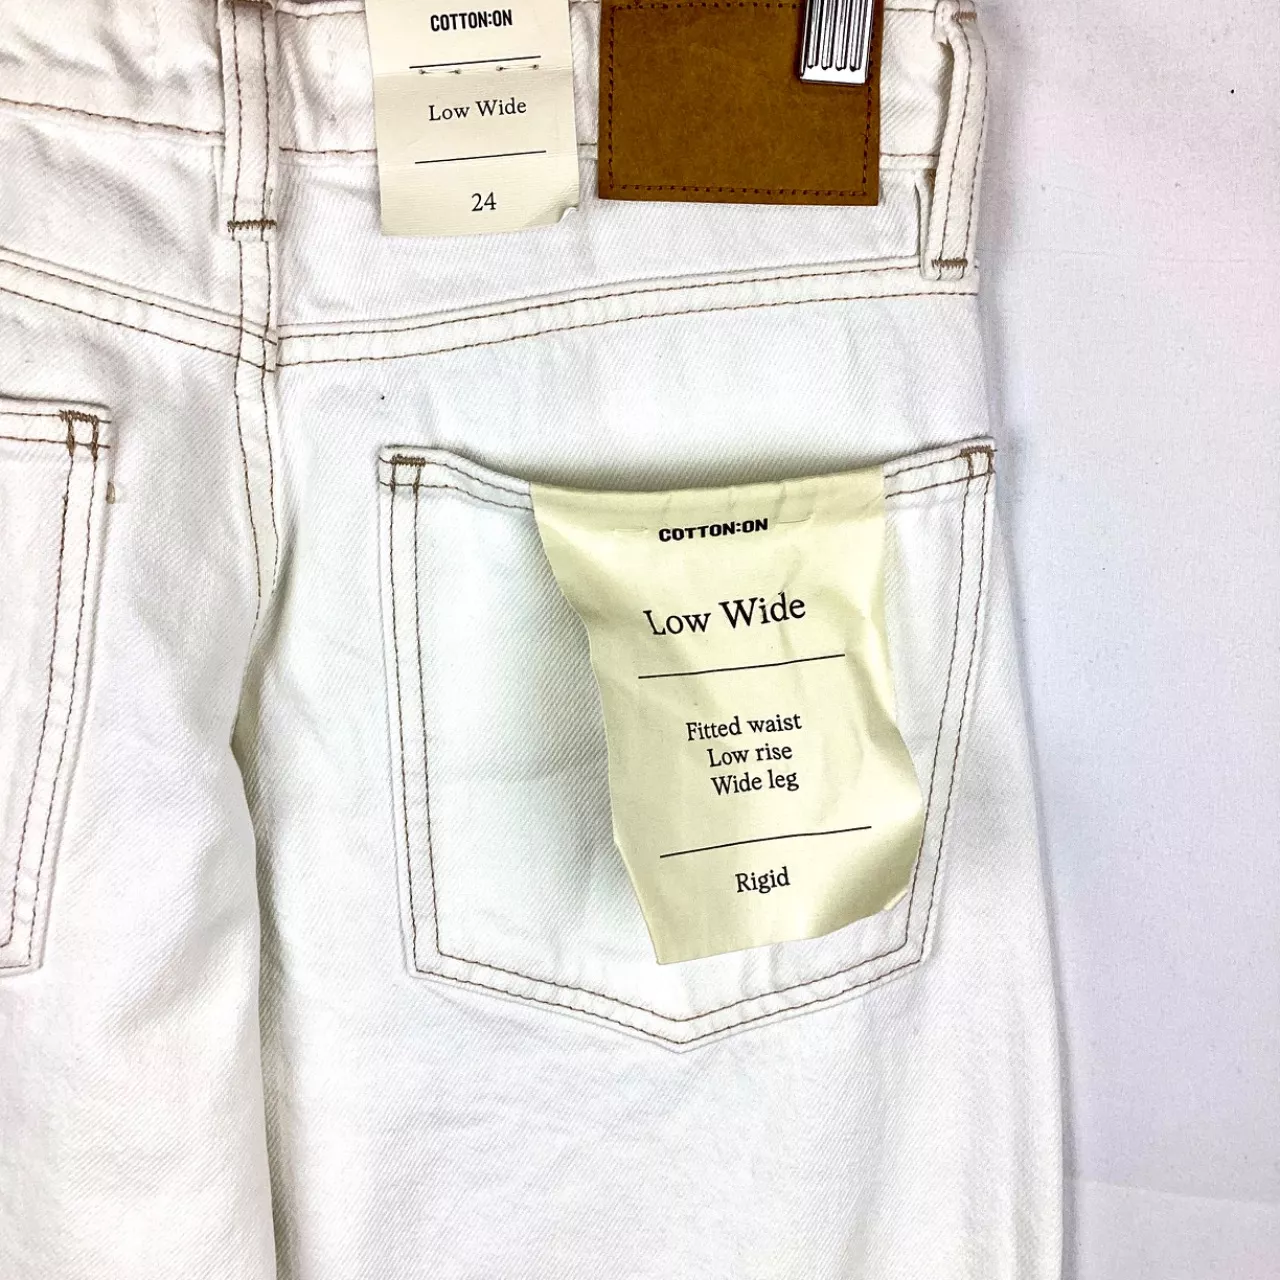 COTTON:ON
Low Wide
24
COTTON:ON
Low Wide
Fitted waist
Low rise
Wide leg
Rigid